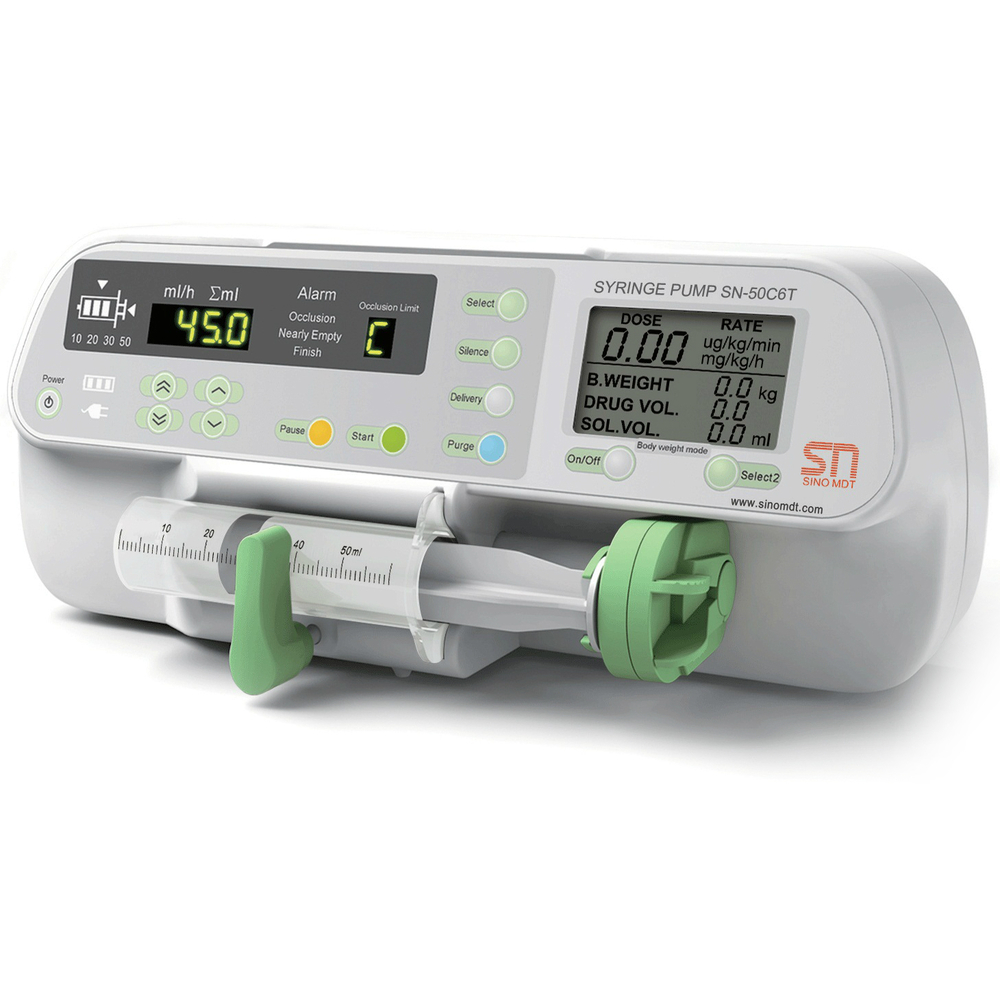 SYRINGE PUMP SN-50C6T
ml/h Σml
Alarm
Occlusion Limit
Occlusion
Nearly Empty
Finish
45.0
C
10 20 30 50
Power
Pause
Start
Select
Silence
Delivery
Purge
DOSE
RATE
0.00
ug/kg/min
mg/kg/h
B.WEIGHT 0.0 kg
DRUG VOL. 0.0
SOL.VOL. 0.0 ml
Body weight mode
On/Off
Select2
SN
SINO MDT
www.sinomdt.com
10 20 40 50ml